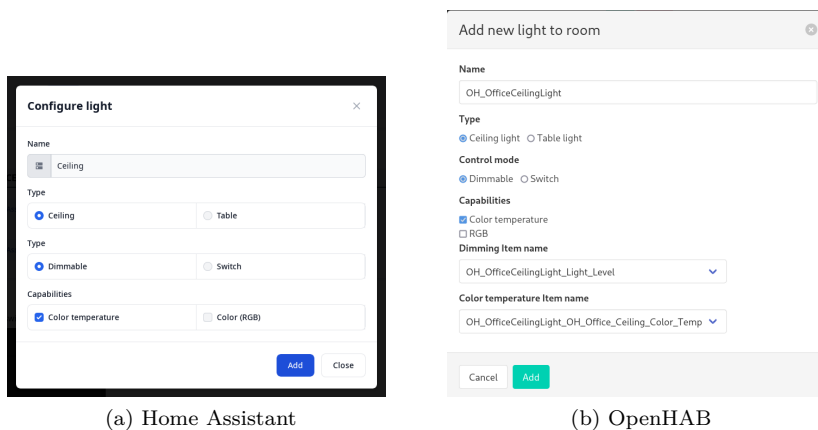 Configure light
Name
Ceiling
Type
Ceiling Table
Type
Dimmable Switch
Capabilities
Color temperature Color (RGB)
Add Close
(a) Home Assistant
Add new light to room
Name
OH_OfficeCeilingLight
Type
Ceiling light Table light
Control mode
Dimmable Switch
Capabilities
Color temperature
RGB
Dimming Item name
OH_OfficeCeilingLight_Light_Level
Color temperature Item name
OH_OfficeCeilingLight_OH_Office_Ceiling_Color_Temp
Cancel Add
(b) OpenHAB